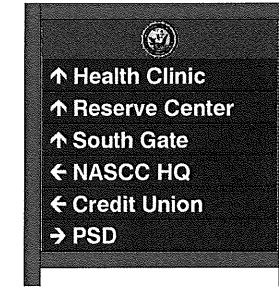 ↑ Health Clinic
↑ Reserve Center
↑ South Gate
← NASCC HQ
← Credit Union
→ PSD